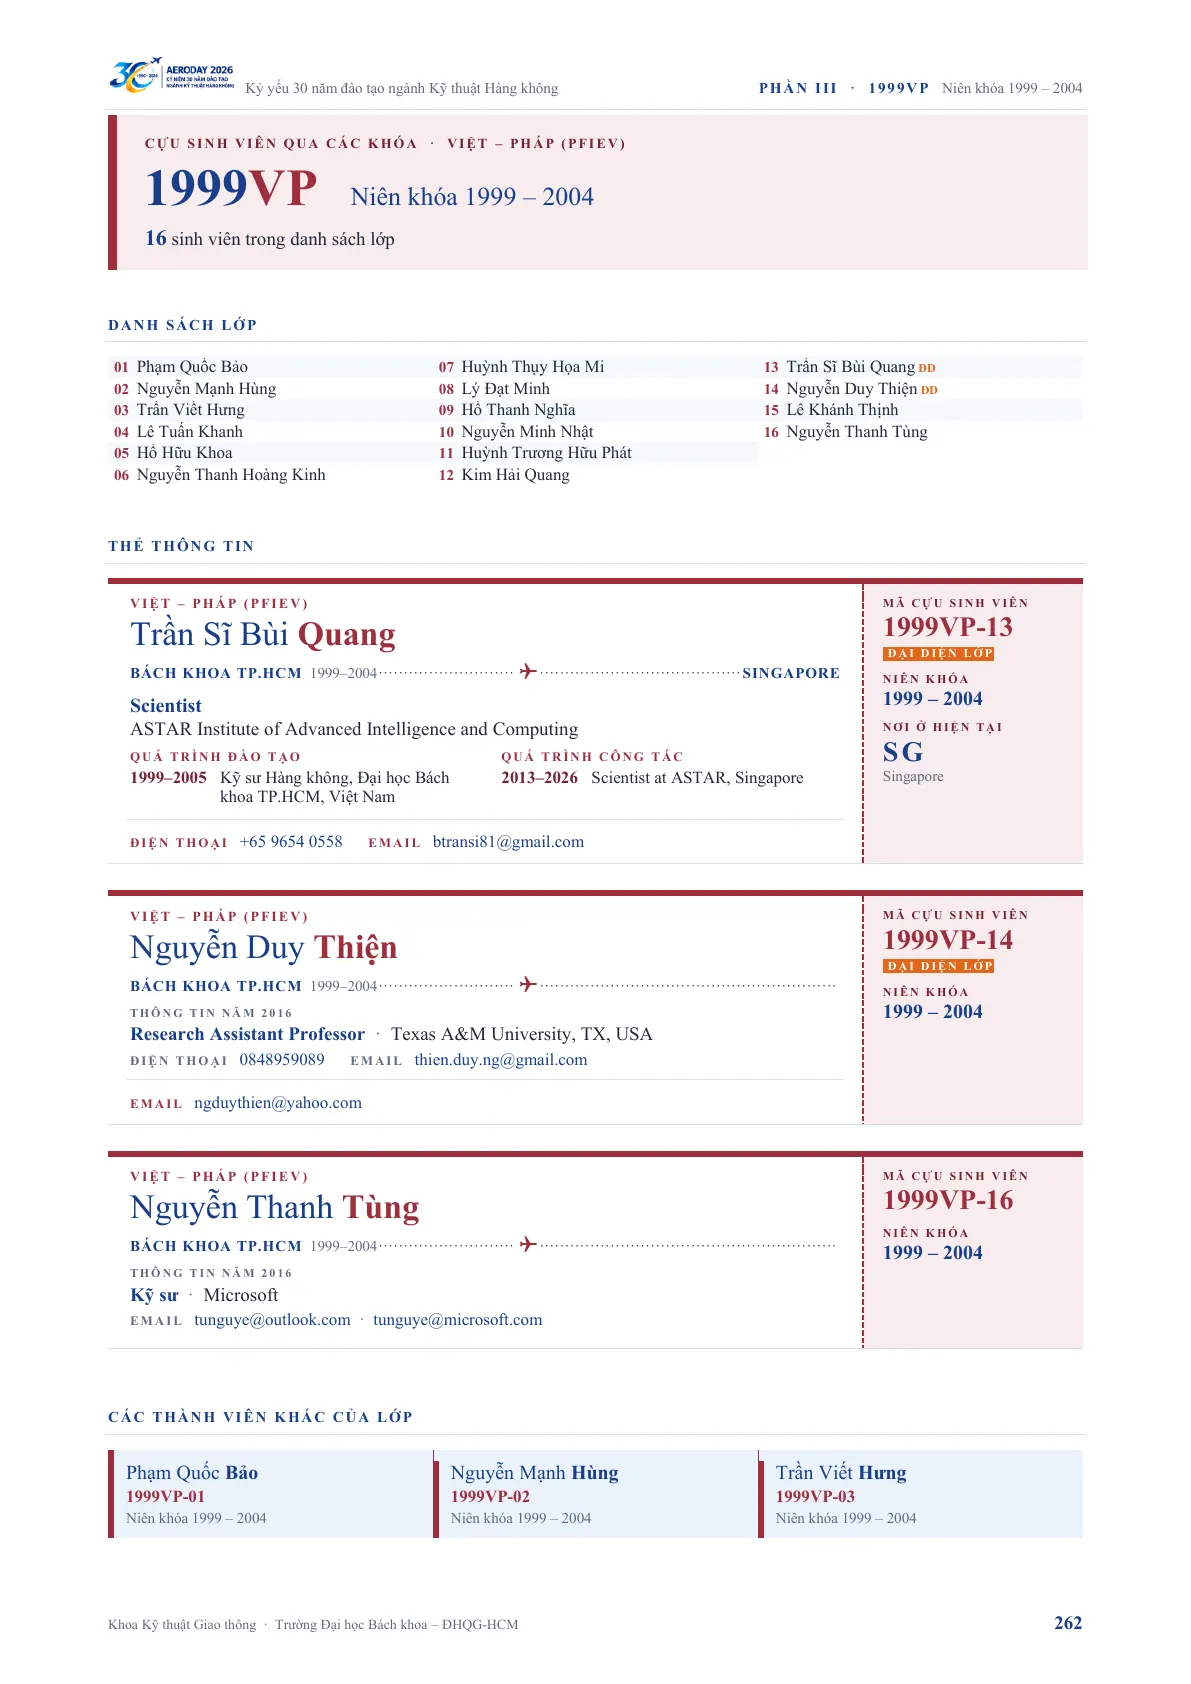 30 1996 - 2026 AERODAY 2026
KỶ NIỆM 30 NĂM ĐÀO TẠO
NGÀNH KỸ THUẬT HÀNG KHÔNG
Kỷ yếu 30 năm đào tạo ngành Kỹ thuật Hàng không
PHẦN III · 1999VP Niên khóa 1999 – 2004
CỰU SINH VIÊN QUA CÁC KHÓA · VIỆT – PHÁP (PFIEV)
1999VP Niên khóa 1999 – 2004
16 sinh viên trong danh sách lớp
DANH SÁCH LỚP
01 Phạm Quốc Bảo
02 Nguyễn Mạnh Hùng
03 Trần Viết Hưng
04 Lê Tuấn Khanh
05 Hồ Hữu Khoa
06 Nguyễn Thanh Hoàng Kinh
07 Huỳnh Thụy Họa Mi
08 Lý Đạt Minh
09 Hồ Thanh Nghĩa
10 Nguyễn Minh Nhật
11 Huỳnh Trương Hữu Phát
12 Kim Hải Quang
13 Trần Sĩ Bùi Quang ĐD
14 Nguyễn Duy Thiện ĐD
15 Lê Khánh Thịnh
16 Nguyễn Thanh Tùng
THẺ THÔNG TIN
VIỆT – PHÁP (PFIEV)
Trần Sĩ Bùi Quang
BÁCH KHOA TP.HCM 1999–2004 SINGAPORE
Scientist
ASTAR Institute of Advanced Intelligence and Computing
QUÁ TRÌNH ĐÀO TẠO
1999–2005 Kỹ sư Hàng không, Đại học Bách
khoa TP.HCM, Việt Nam
QUÁ TRÌNH CÔNG TÁC
2013–2026 Scientist at ASTAR, Singapore
ĐIỆN THOẠI +65 9654 0558 EMAIL btransi81@gmail.com
MÃ CỰU SINH VIÊN
1999VP-13
ĐẠI DIỆN LỚP
NIÊN KHÓA
1999 – 2004
NƠI Ở HIỆN TẠI
SG
Singapore
VIỆT – PHÁP (PFIEV)
Nguyễn Duy Thiện
BÁCH KHOA TP.HCM 1999–2004
THÔNG TIN NĂM 2016
Research Assistant Professor · Texas A&M University, TX, USA
ĐIỆN THOẠI 0848959089 EMAIL thien.duy.ng@gmail.com
EMAIL ngduythien@yahoo.com
MÃ CỰU SINH VIÊN
1999VP-14
ĐẠI DIỆN LỚP
NIÊN KHÓA
1999 – 2004
VIỆT – PHÁP (PFIEV)
Nguyễn Thanh Tùng
BÁCH KHOA TP.HCM 1999–2004
THÔNG TIN NĂM 2016
Kỹ sư · Microsoft
EMAIL tunguye@outlook.com · tunguye@microsoft.com
MÃ CỰU SINH VIÊN
1999VP-16
NIÊN KHÓA
1999 – 2004
CÁC THÀNH VIÊN KHÁC CỦA LỚP
Phạm Quốc Bảo
1999VP-01
Niên khóa 1999 – 2004
Nguyễn Mạnh Hùng
1999VP-02
Niên khóa 1999 – 2004
Trần Viết Hưng
1999VP-03
Niên khóa 1999 – 2004
Khoa Kỹ thuật Giao thông · Trường Đại học Bách khoa – ĐHQG-HCM
262